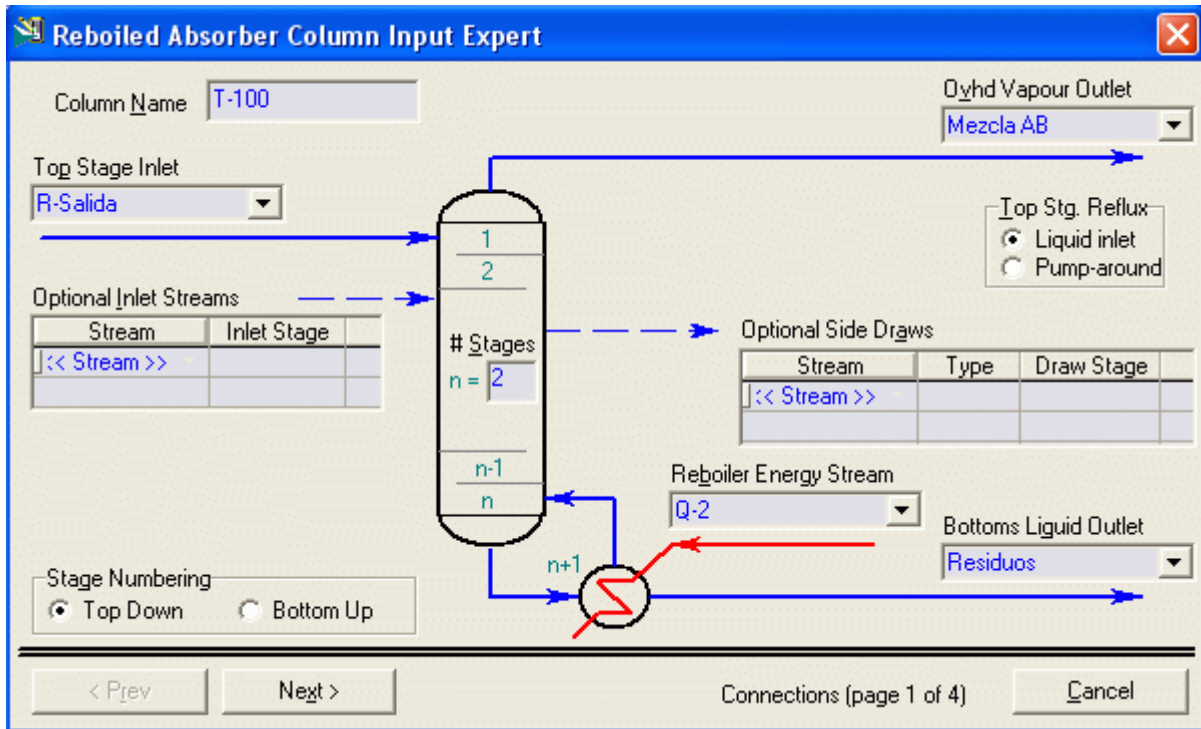 Reboiled Absorber Column Input Expert
Column Name T-100
Ovhd Vapour Outlet
Mezcla AB
Top Stage Inlet
R-Salida
Top Stg. Reflux
Liquid inlet
Pump-around
1
2
Optional Inlet Streams
Stream Inlet Stage
<< Stream >>
# Stages
n = 2
Optional Side Draws
Stream Type Draw Stage
<< Stream >>
n-1
n
Reboiler Energy Stream
Q-2
Bottoms Liquid Outlet
Residuos
n+1
Stage Numbering
Top Down Bottom Up
< Prev Next > Connections (page 1 of 4) Cancel